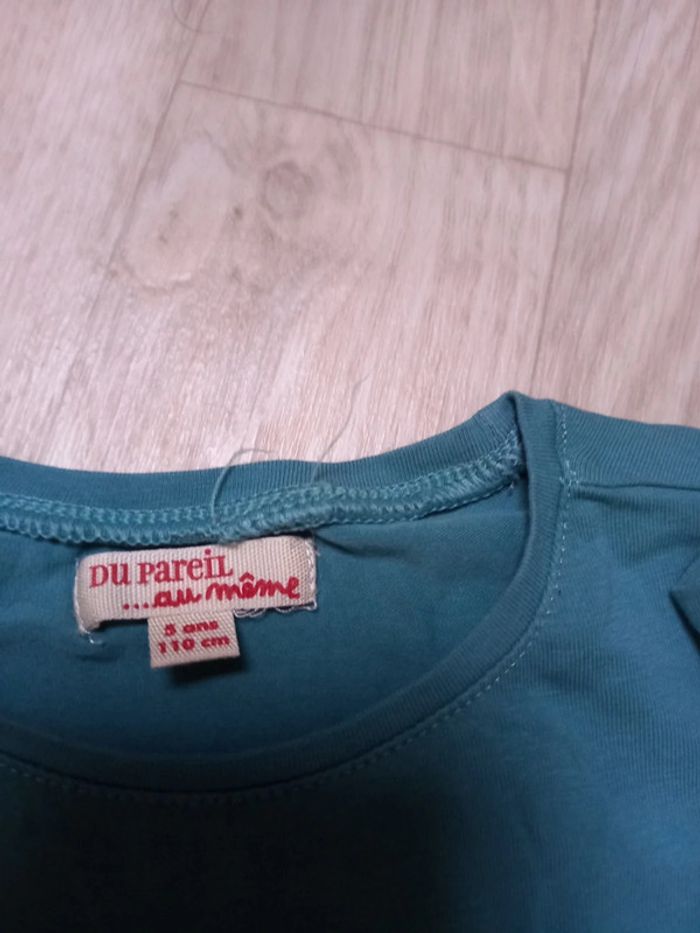 DU PareiL
...au même
5 ans
110 cm